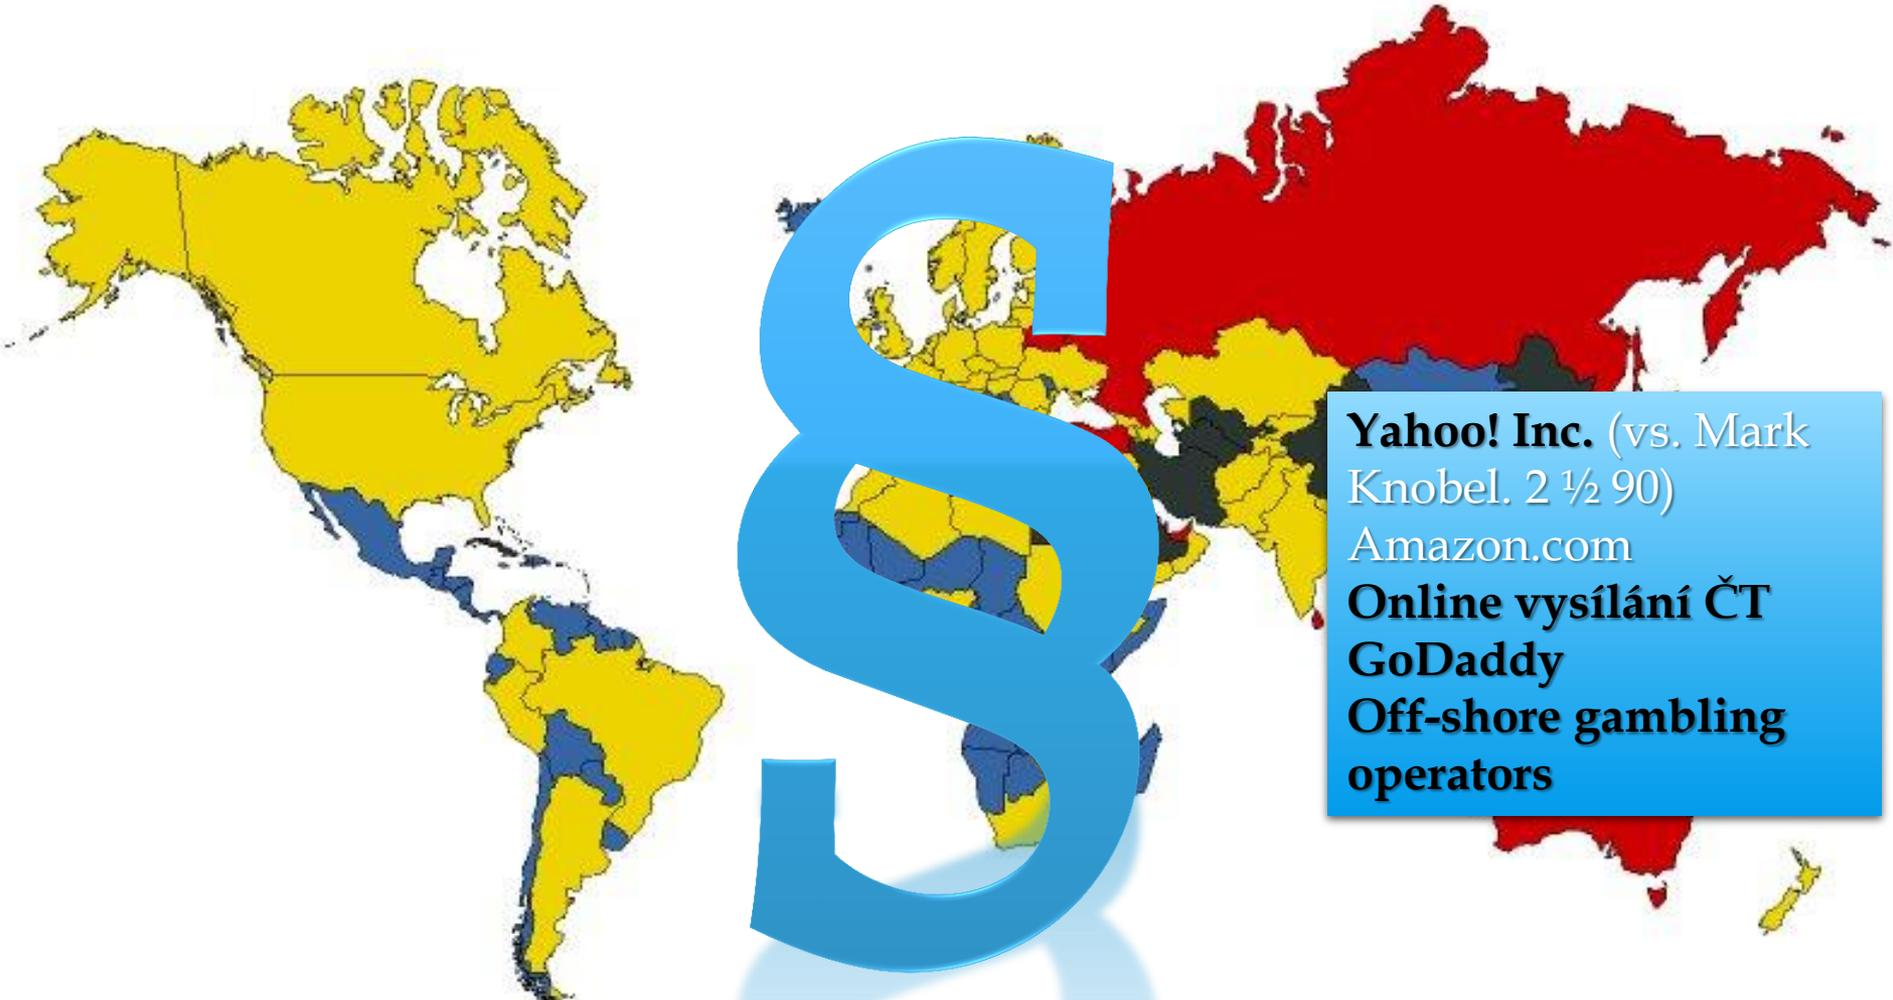 §
Yahoo! Inc. (vs. Mark
Knobel. 2 ½ 90)
Amazon.com
Online vysílání ČT
GoDaddy
Off-shore gambling
operators